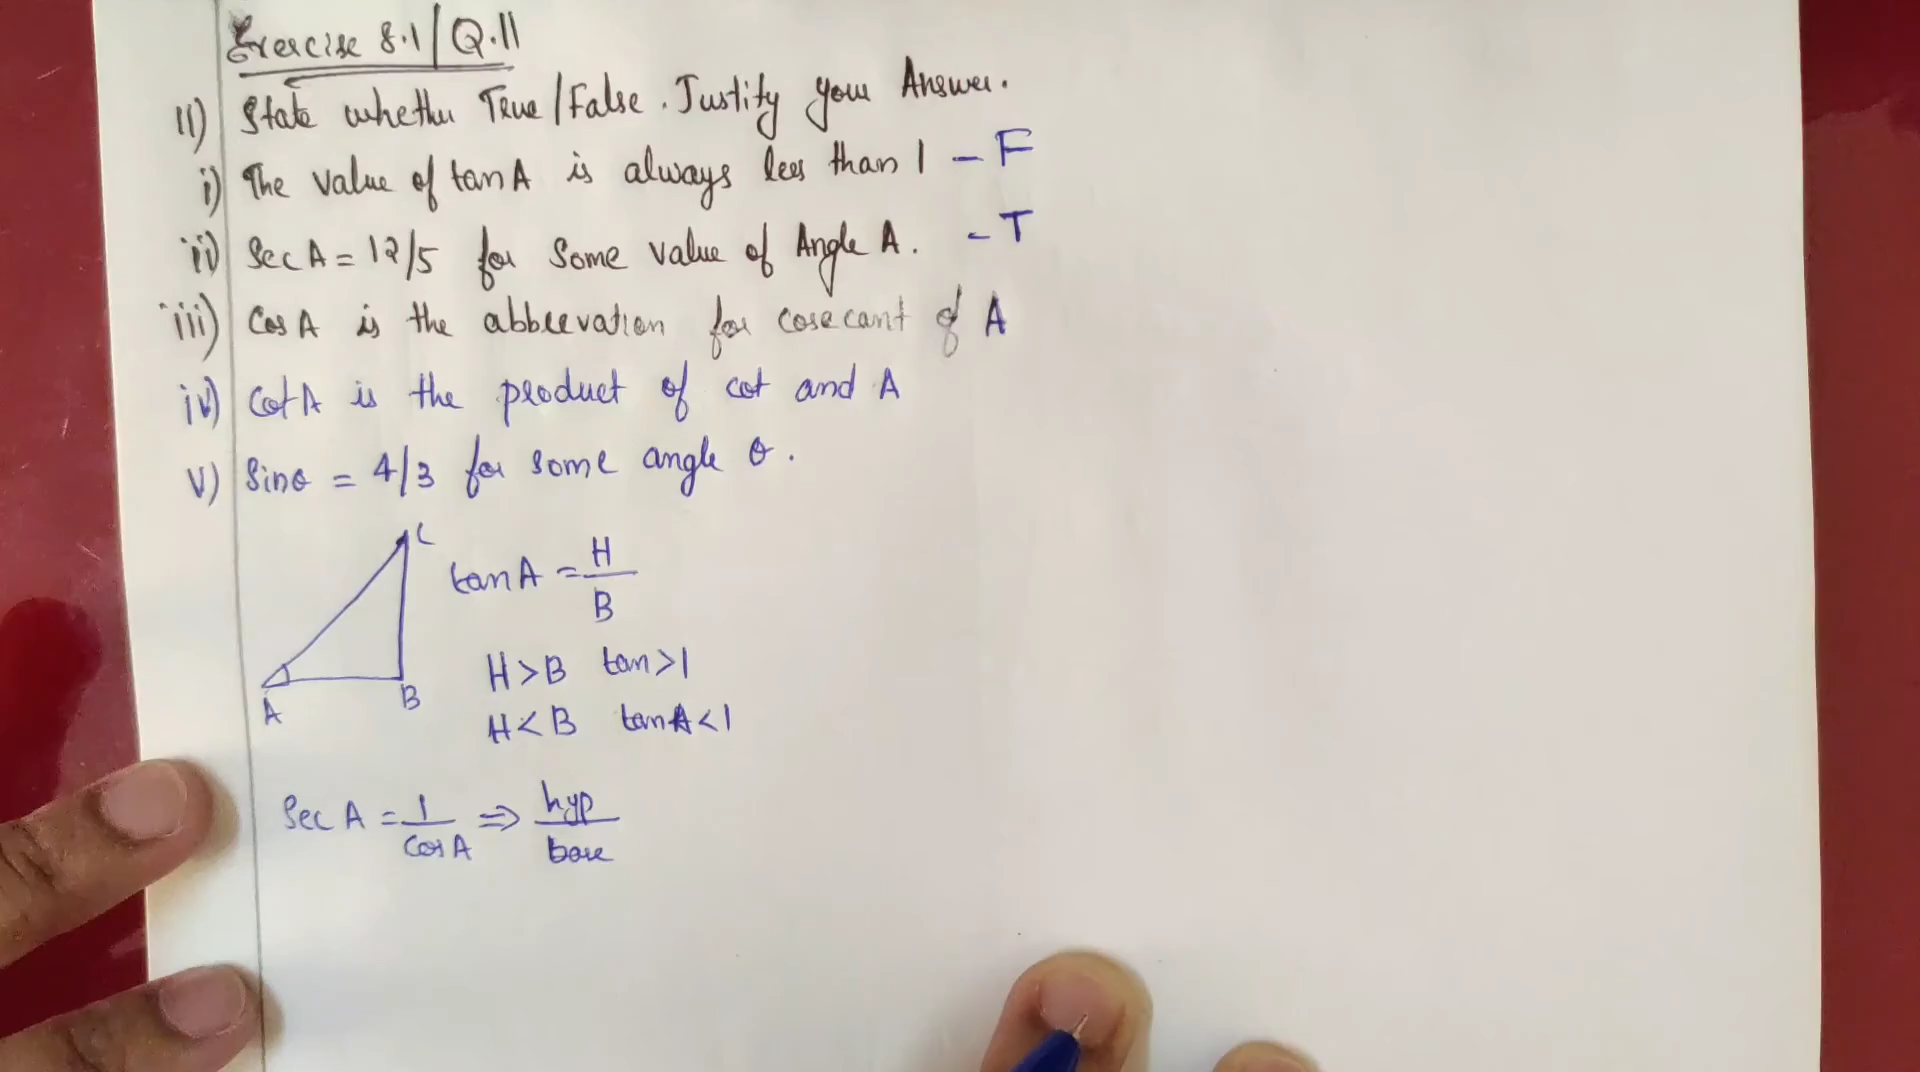 Exercise 8.1/Q.11
11) State whether True/False. Justify your Answer.
i) The value of tan A is always less than 1 - F
ii) Sec A = 12/5 for some value of Angle A. - T
iii) Cos A is the abbrevation for cosecant of A
iv) Cot A is the product of cot and A
v) Sinθ = 4/3 for some angle θ.
C
tan A = H/B
A B
H>B tan>1
H<B tanA<1
Sec A = 1/Cos A ⇒ hyp/base